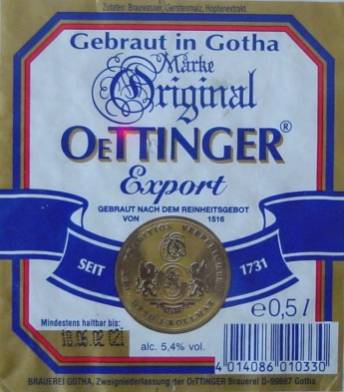 Zutaten: Brauwasser, Gerstenmalz, Hopfenextrakt
Gebraut in Gotha
Marke
Original
OETTINGER®
Export
GEBRAUT NACH DEM REINHEITSGEBOT
VON 1516
SEIT 1731
e 0,5 l
Mindestens haltbar bis:
alc. 5,4% vol.
4 014086 010330
BRAUEREI GOTHA, Zweigniederlassung der OETTINGER Brauerei D-99867 Gotha